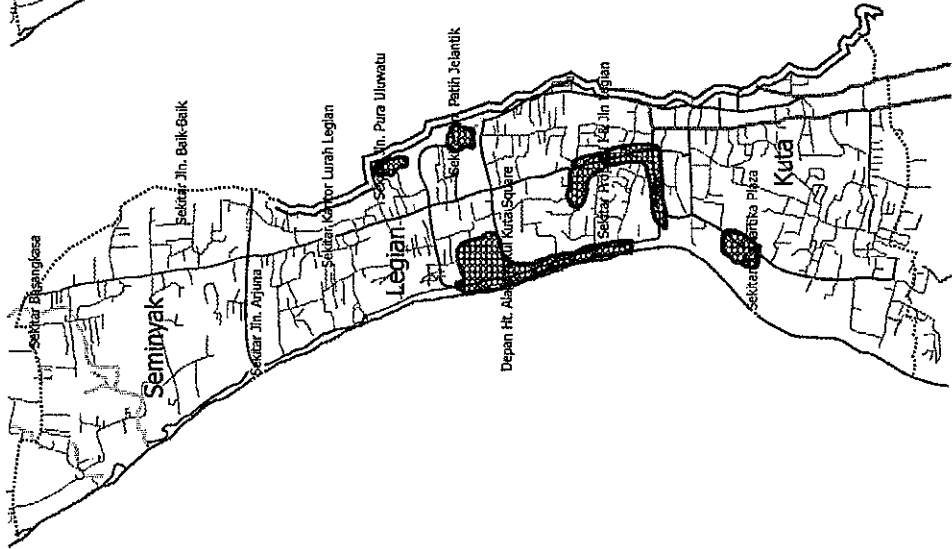 Sekitar Basangkasa
Seminyak
Sekitar Jln. Baik-Baik
Sekitar Jln. Arjuna
Sekitar Kantor Lurah Legian
Legian
Jln. Pura Uluwatu
Patih Jelantik
Depan Ht. Kuta Square
Sekitar Jln Legian
Sekitar Kartika Plaza
Kuta